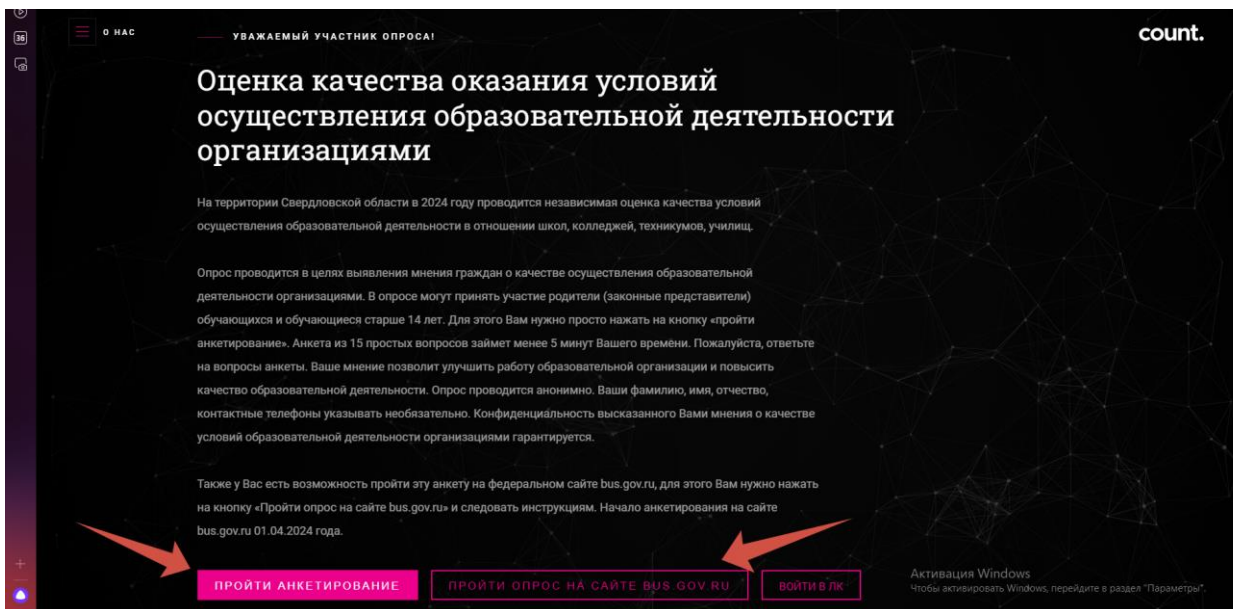 36
О НАС
УВАЖАЕМЫЙ УЧАСТНИК ОПРОСА!
count.
Оценка качества оказания условий
осуществления образовательной деятельности
организациями
На территории Свердловской области в 2024 году проводится независимая оценка качества условий
осуществления образовательной деятельности в отношении школ, колледжей, техникумов, училищ.
Опрос проводится в целях выявления мнения граждан о качестве осуществления образовательной
деятельности организациями. В опросе могут принять участие родители (законные представители)
обучающихся и обучающиеся старше 14 лет. Для этого Вам нужно просто нажать на кнопку «пройти
анкетирование». Анкета из 15 простых вопросов займет менее 5 минут Вашего времени. Пожалуйста, ответьте
на вопросы анкеты. Ваше мнение позволит улучшить работу образовательной организации и повысить
качество образовательной деятельности. Опрос проводится анонимно. Ваши фамилию, имя, отчество,
контактные телефоны указывать необязательно. Конфиденциальность высказанного Вами мнения о качестве
условий образовательной деятельности организациями гарантируется.
Также у Вас есть возможность пройти эту анкету на федеральном сайте bus.gov.ru, для этого Вам нужно нажать
на кнопку «Пройти опрос на сайте bus.gov.ru» и следовать инструкциям. Начало анкетирования на сайте
bus.gov.ru 01.04.2024 года.
ПРОЙТИ АНКЕТИРОВАНИЕ
ПРОЙТИ ОПРОС НА САЙТЕ BUS.GOV.RU
ВОЙТИ В ЛК
Активация Windows
Чтобы активировать Windows, перейдите в раздел "Параметры".